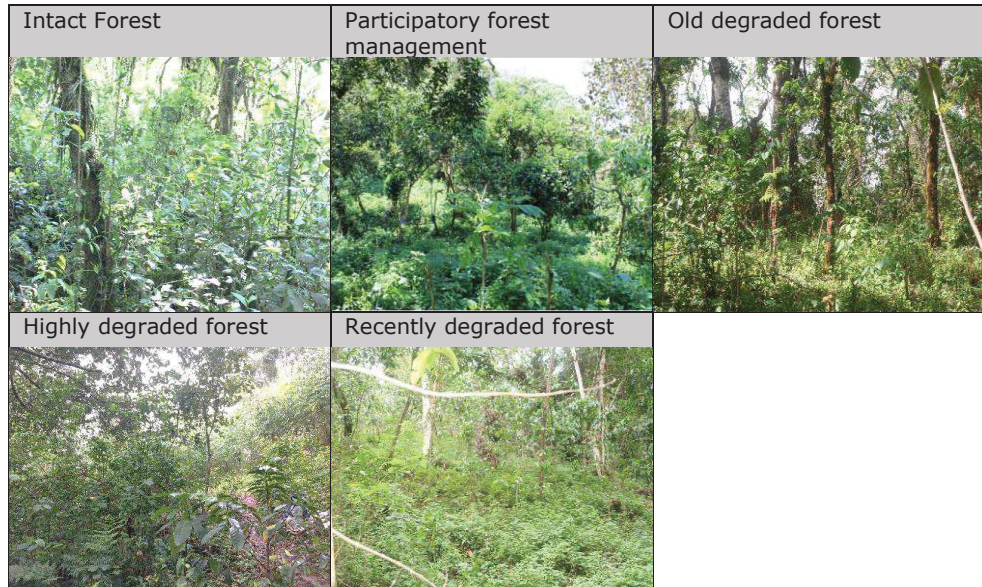 Intact Forest
Participatory forest
management
Old degraded forest
Highly degraded forest
Recently degraded forest